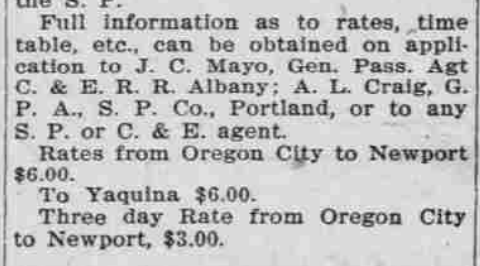 the S. P.
Full information as to rates, time
table, etc., can be obtained on appli-
cation to J. C. Mayo, Gen. Pass. Agt
C. & E. R. R. Albany; A. L. Craig, G.
P. A., S. P. Co., Portland, or to any
S. P. or C. & E. agent.
Rates from Oregon City to Newport
$6.00.
To Yaquina $6.00.
Three day Rate from Oregon City
to Newport, $3.00.